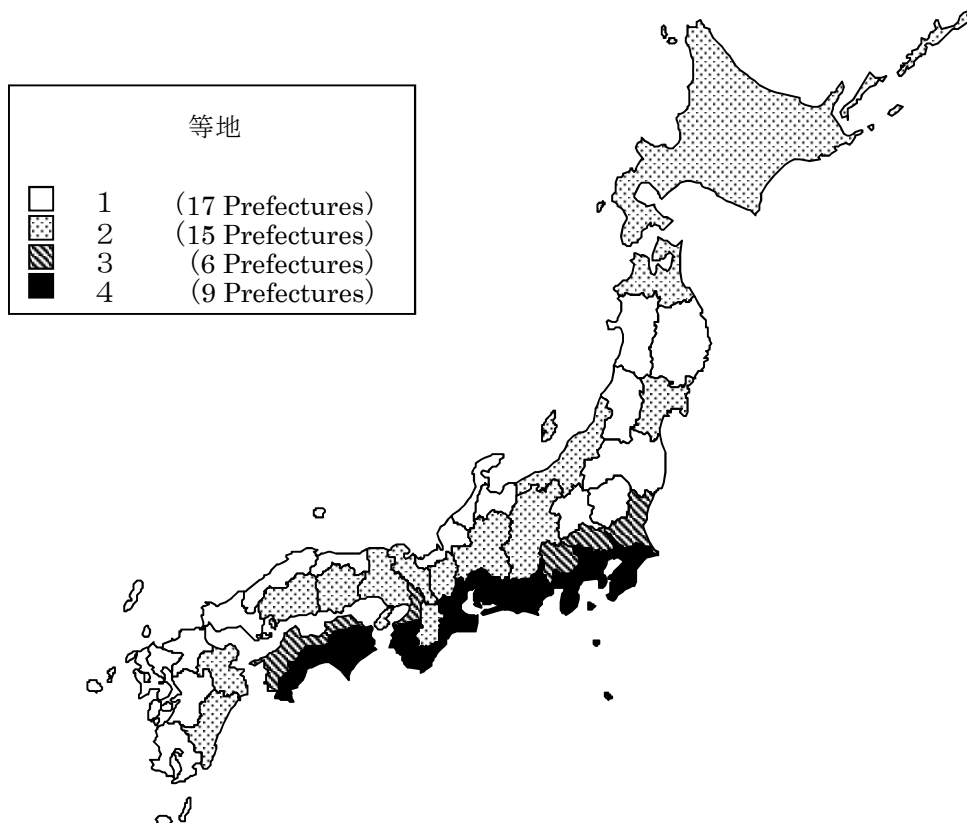 等地
１ (17 Prefectures)
２ (15 Prefectures)
３ (6 Prefectures)
４ (9 Prefectures)